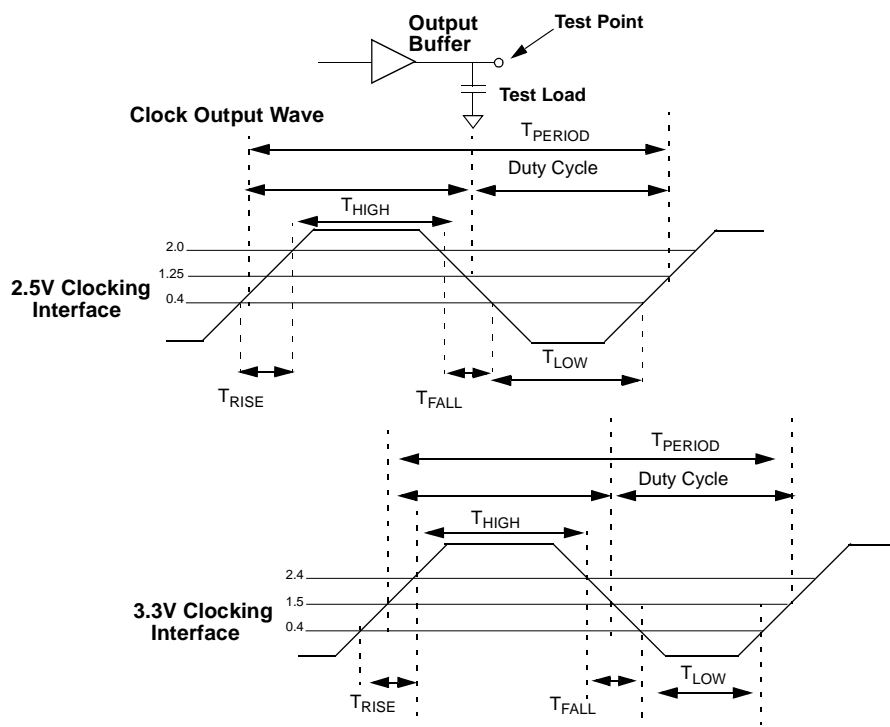 Output
Buffer
Test Point
Test Load
Clock Output Wave
TPERIOD
Duty Cycle
THIGH
2.0
1.25
0.4
2.5V Clocking
Interface
TLOW
TRISE
TFALL
TPERIOD
Duty Cycle
THIGH
2.4
1.5
0.4
3.3V Clocking
Interface
TRISE
TFALL
TLOW